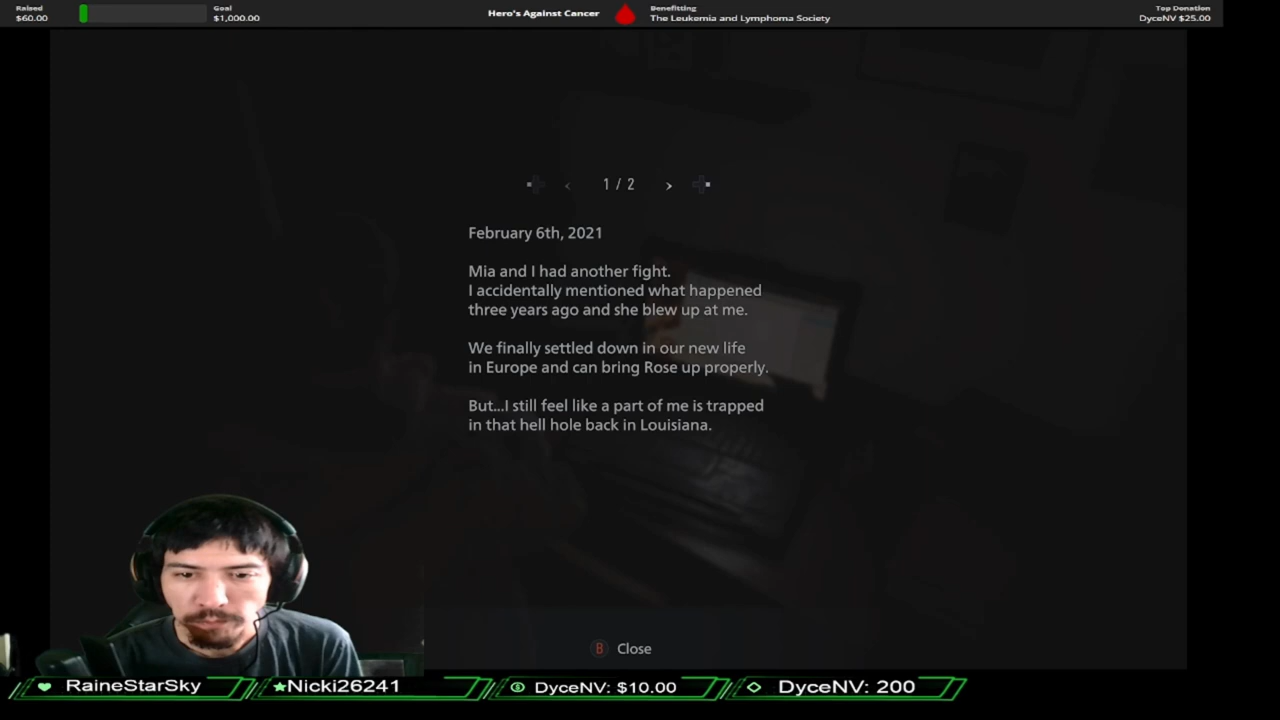 Raised
$60.00
Goal
$1,000.00
Hero's Against Cancer
Benefitting
The Leukemia and Lymphoma Society
Top Donation
DyceNV $25.00
1 / 2
February 6th, 2021
Mia and I had another fight.
I accidentally mentioned what happened
three years ago and she blew up at me.
We finally settled down in our new life
in Europe and can bring Rose up properly.
But...I still feel like a part of me is trapped
in that hell hole back in Louisiana.
B Close
RaineStarSky
Nicki26241
DyceNV: $10.00
DyceNV: 200